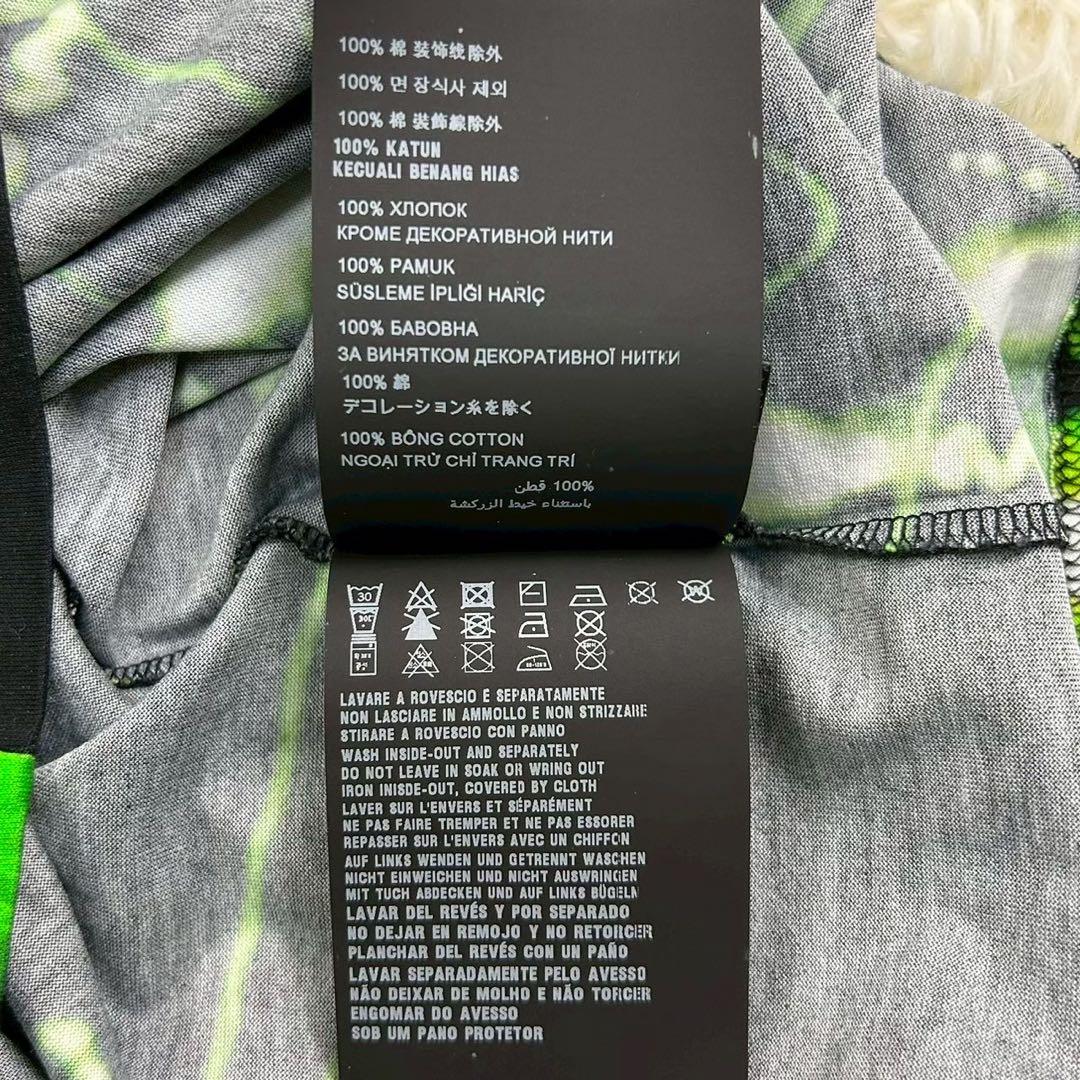 100% 棉 装饰线除外
100% 면 장식사 제외
100% 棉 裝飾線除外
100% KATUN
KECUALI BENANG HIAS
100% ХЛОПОК
КРОМЕ ДЕКОРАТИВНОЙ НИТИ
100% PAMUK
SÜSLEME İPLİĞİ HARİÇ
100% БАВОВНА
ЗА ВИНЯТКОМ ДЕКОРАТИВНОЇ НИТКИ
100% 綿
デコレーション糸を除く
100% BÔNG COTTON
NGOẠI TRỪ CHỈ TRANG TRÍ
100% قطن
باستثناء خيط الزركشة
30
30
LAVARE A ROVESCIO E SEPARATAMENTE
NON LASCIARE IN AMMOLLO E NON STRIZZARE
STIRARE A ROVESCIO CON PANNO
WASH INSIDE-OUT AND SEPARATELY
DO NOT LEAVE IN SOAK OR WRING OUT
IRON INISDE-OUT, COVERED BY CLOTH
LAVER SUR L'ENVERS ET SÉPARÉMENT
NE PAS FAIRE TREMPER ET NE PAS ESSORER
REPASSER SUR L'ENVERS AVEC UN CHIFFON
AUF LINKS WENDEN UND GETRENNT WASCHEN
NICHT EINWEICHEN UND NICHT AUSWRINGEN
MIT TUCH ABDECKEN UND AUF LINKS BÜGELN
LAVAR DEL REVÉS Y POR SEPARADO
NO DEJAR EN REMOJO Y NO RETORCER
PLANCHAR DEL REVÉS CON UN PAÑO
LAVAR SEPARADAMENTE PELO AVESSO
NÃO DEIXAR DE MOLHO E NÃO TORCER
ENGOMAR DO AVESSO
SOB UM PANO PROTETOR